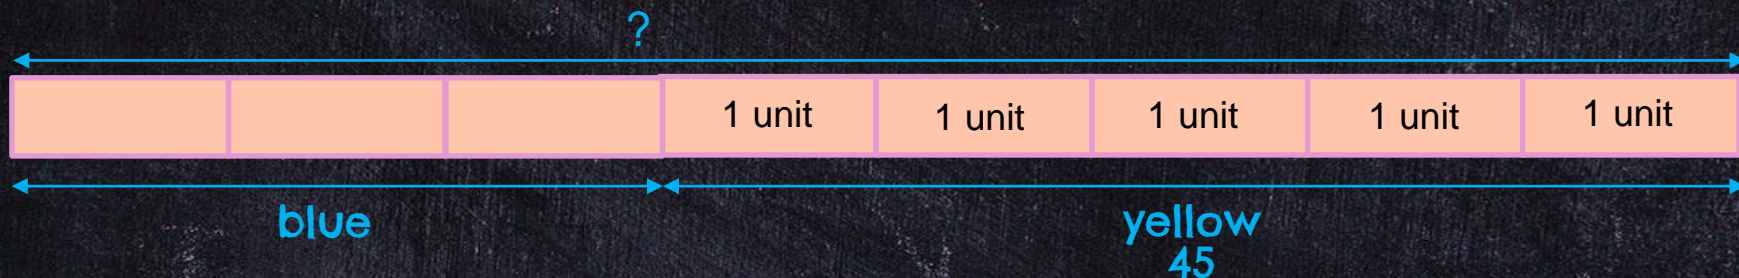 ?
1 unit 1 unit 1 unit 1 unit 1 unit
blue yellow
45